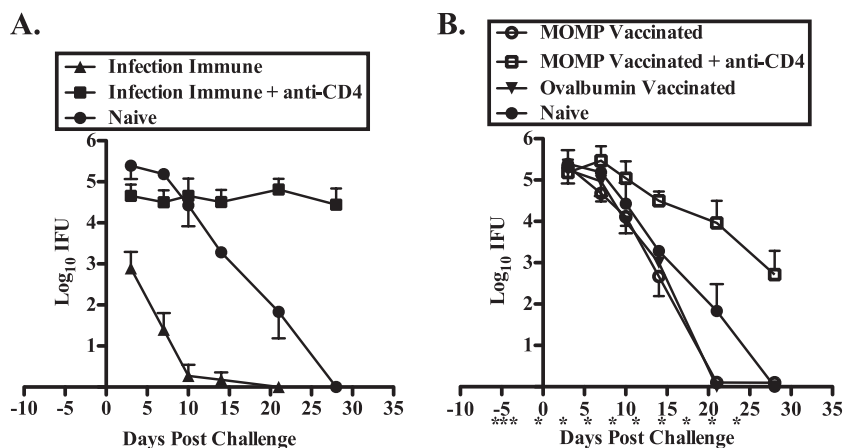 A.
Infection Immune
Infection Immune + anti-CD4
Naive
6
5
4
3
2
1
Log10 IFU
-10 -5 0 5 10 15 20 25 30 35
Days Post Challenge
B.
MOMP Vaccinated
MOMP Vaccinated + anti-CD4
Ovalbumin Vaccinated
Naive
6
5
4
3
2
1
Log10 IFU
-10 -5 0 5 10 15 20 25 30 35
*** * * * * * * * * *
Days Post Challenge